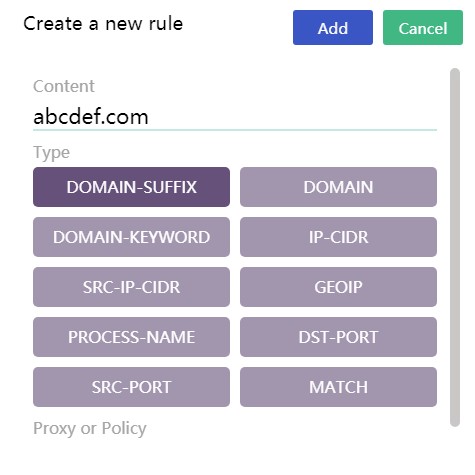 Create a new rule
Add
Cancel
Content
abcdef.com
Type
DOMAIN-SUFFIX
DOMAIN
DOMAIN-KEYWORD
IP-CIDR
SRC-IP-CIDR
GEOIP
PROCESS-NAME
DST-PORT
SRC-PORT
MATCH
Proxy or Policy